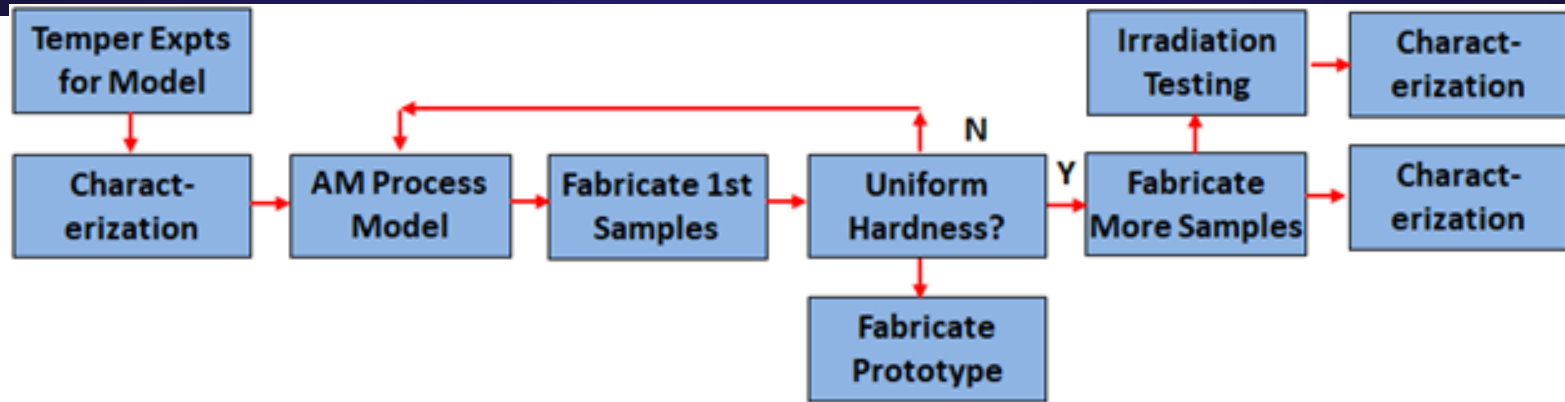 Temper Expts
for Model
Charact-
erization
AM Process
Model
Fabricate 1st
Samples
Uniform
Hardness?
N
Y
Fabricate
Prototype
Fabricate
More Samples
Irradiation
Testing
Charact-
erization
Charact-
erization